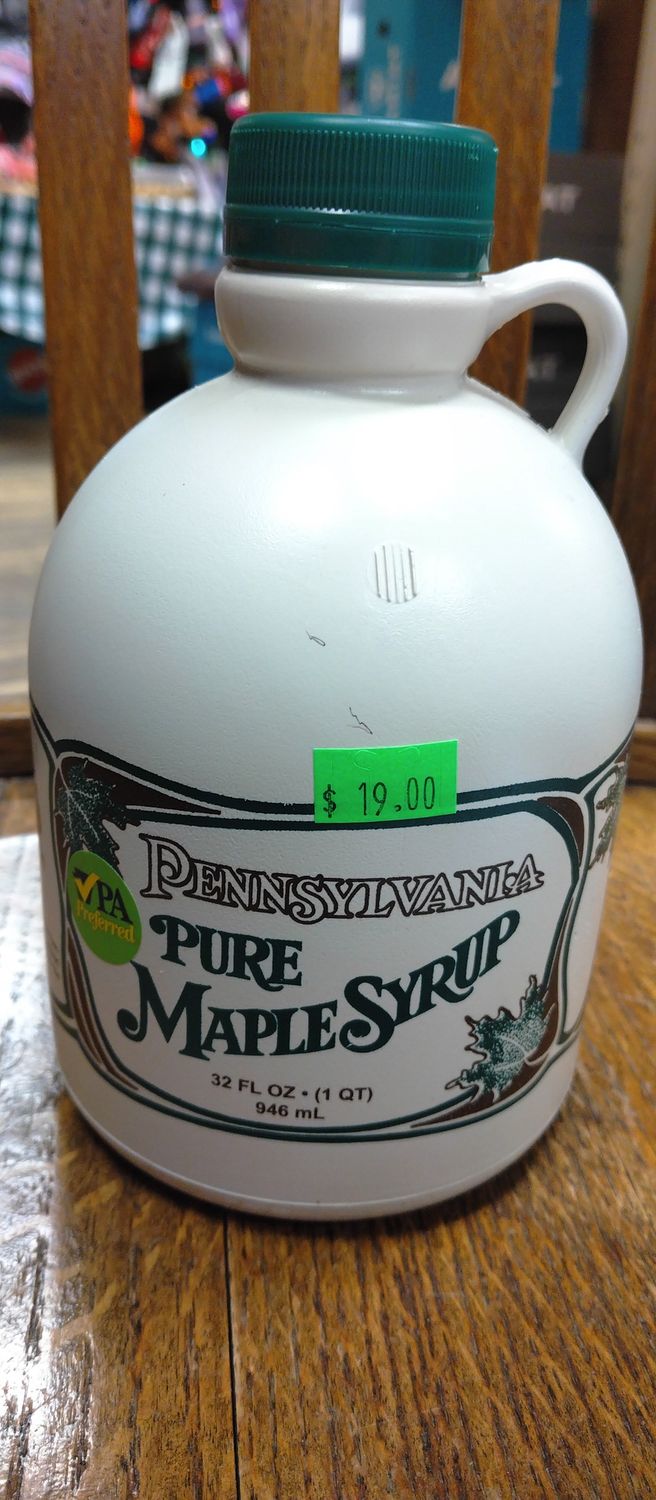 $ 19.00
PENNSYLVANIA
PA
Preferred
PURE
MAPLE SYRUP
32 FL OZ • (1 QT)
946 mL